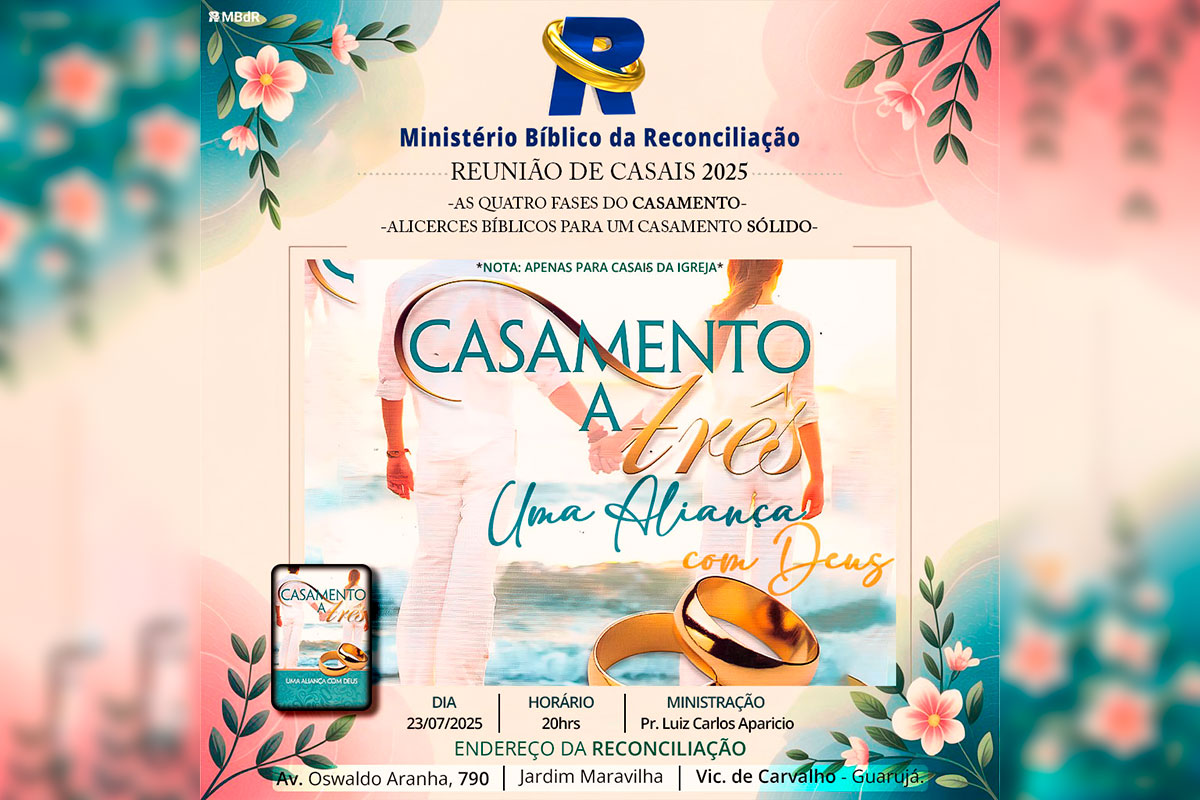 MBdR
R
Ministério Bíblico da Reconciliação
REUNIÃO DE CASAIS 2025
-AS QUATRO FASES DO CASAMENTO-
-ALICERCES BÍBLICOS PARA UM CASAMENTO SÓLIDO-
*NOTA: APENAS PARA CASAIS DA IGREJA*
CASAMENTO
A três
Uma Aliança
com Deus
CASAMENTO
A três
UMA ALIANÇA COM DEUS
DIA
23/07/2025
HORÁRIO
20hrs
MINISTRAÇÃO
Pr. Luiz Carlos Aparicio
ENDEREÇO DA RECONCILIAÇÃO
Av. Oswaldo Aranha, 790 | Jardim Maravilha | Vic. de Carvalho - Guarujá.